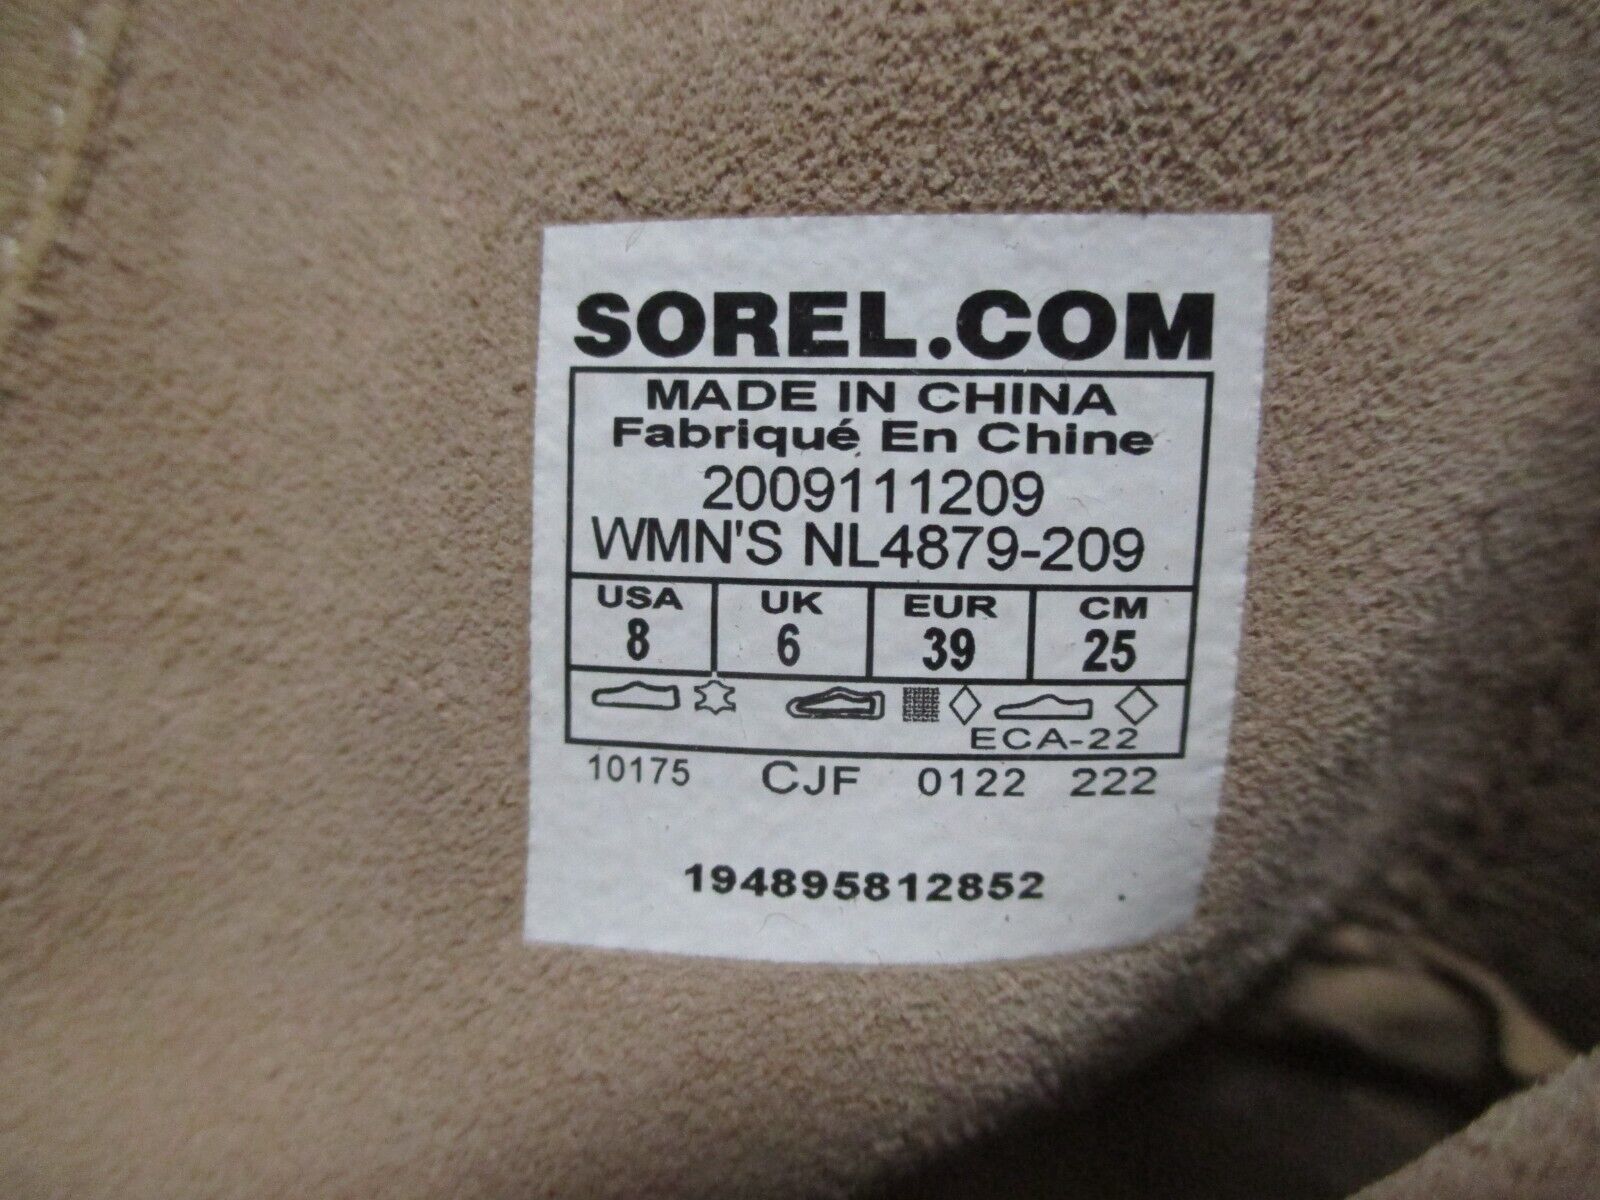 SOREL.COM
MADE IN CHINA
Fabriqué En Chine
2009111209
WMN'S NL4879-209
USA UK EUR CM
8 6 39 25
ECA-22
10175 CJF 0122 222
194895812852